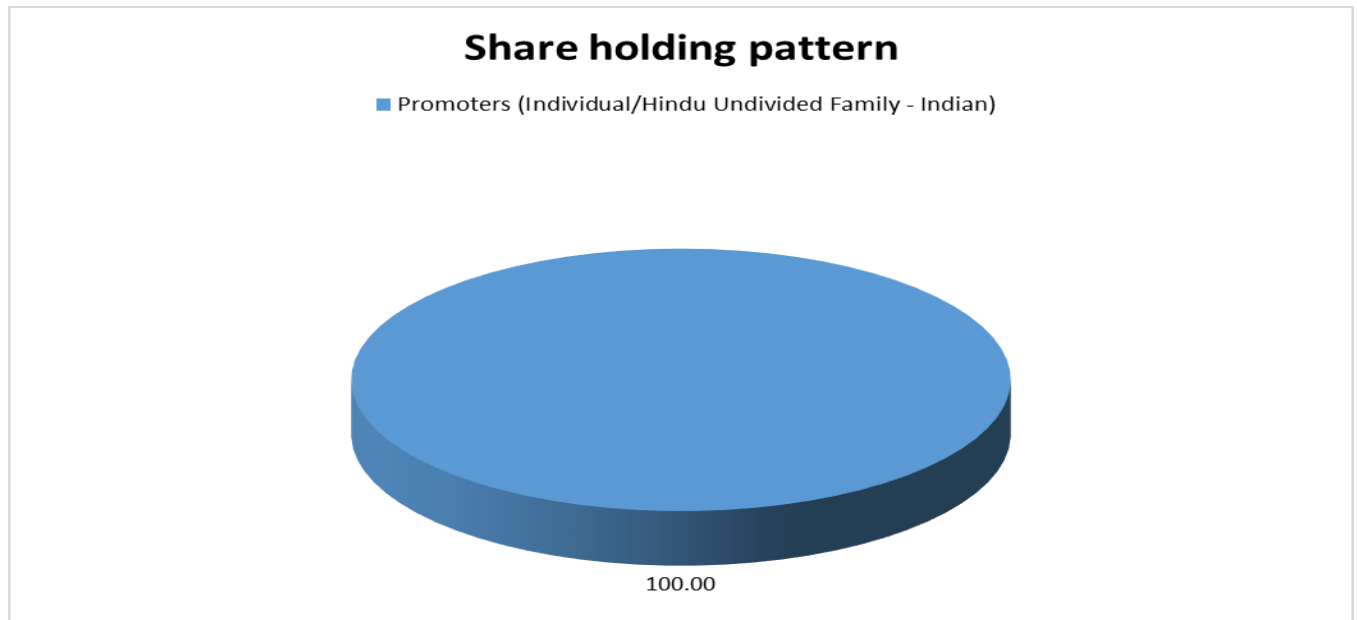 Share holding pattern
Promoters (Individual/Hindu Undivided Family - Indian)
100.00